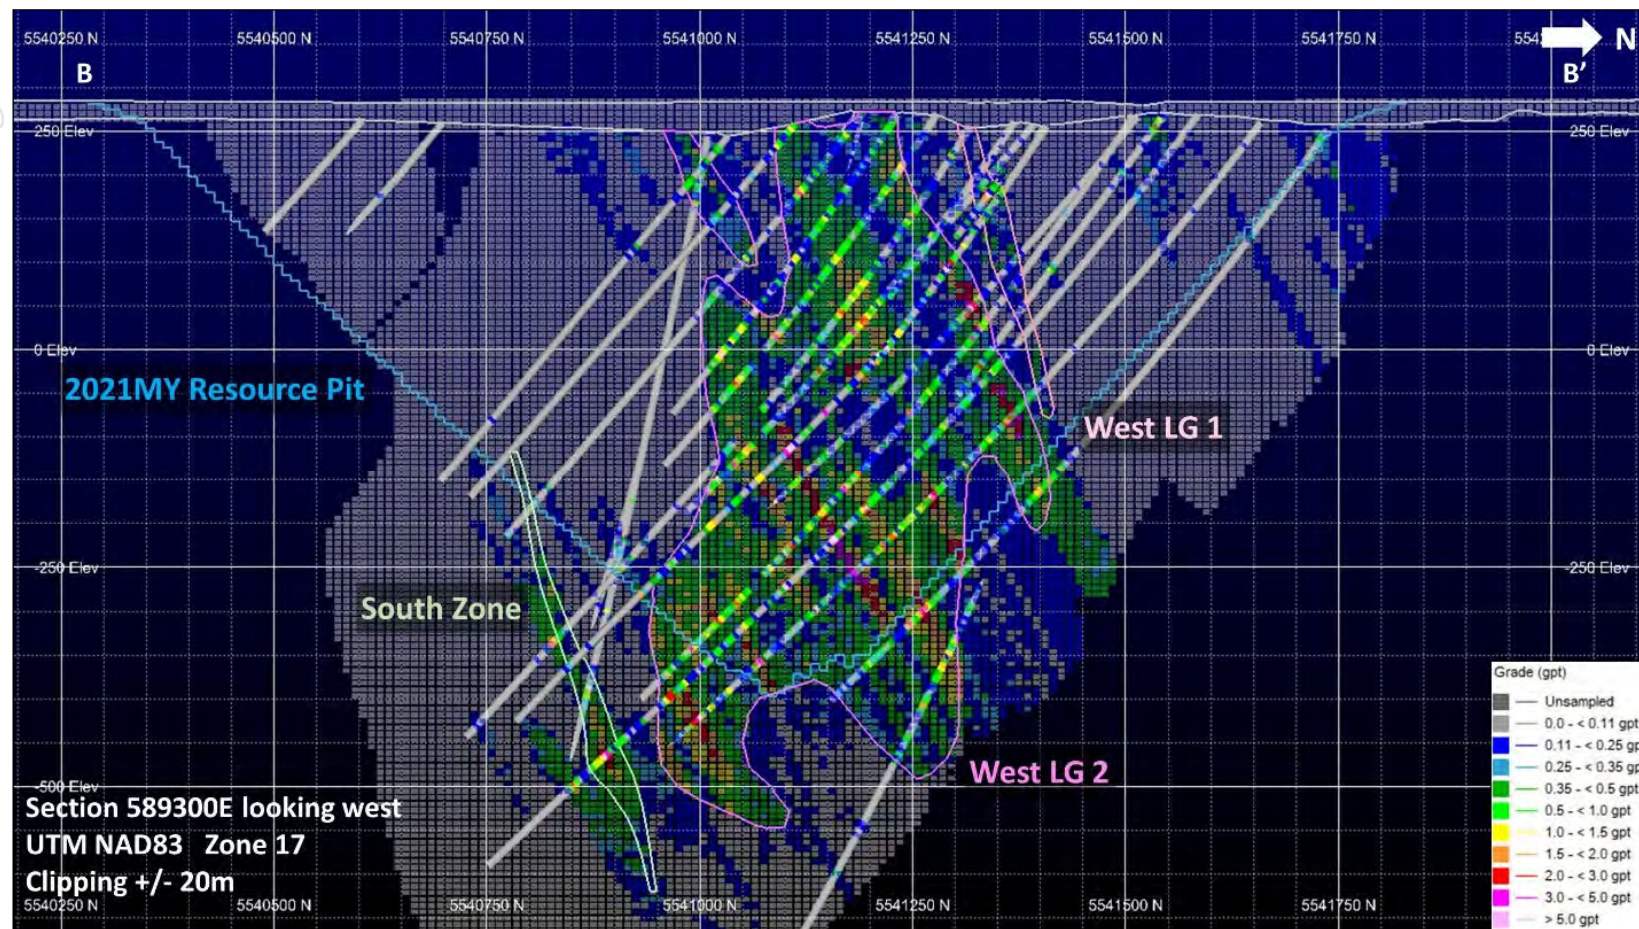 5540250 N 5540500 N 5540750 N 5541000 N 5541250 N 5541500 N 5541750 N N
B B’
250 Elev 250 Elev
0 Elev 0 Elev
2021MY Resource Pit
West LG 1
-250 Elev -250 Elev
South Zone
West LG 2
-500 Elev
Section 589300E looking west
UTM NAD83 Zone 17
Clipping +/- 20m
5540250 N 5540500 N 5540750 N 5541000 N 5541250 N 5541500 N 5541750 N
Grade (gpt)
Unsampled
0.0 - < 0.11 gpt
0.11 - < 0.25 gp
0.25 - < 0.35 gp
0.35 - < 0.5 gpt
0.5 - < 1.0 gpt
1.0 - < 1.5 gpt
1.5 - < 2.0 gpt
2.0 - < 3.0 gpt
3.0 - < 5.0 gpt
> 5.0 gpt